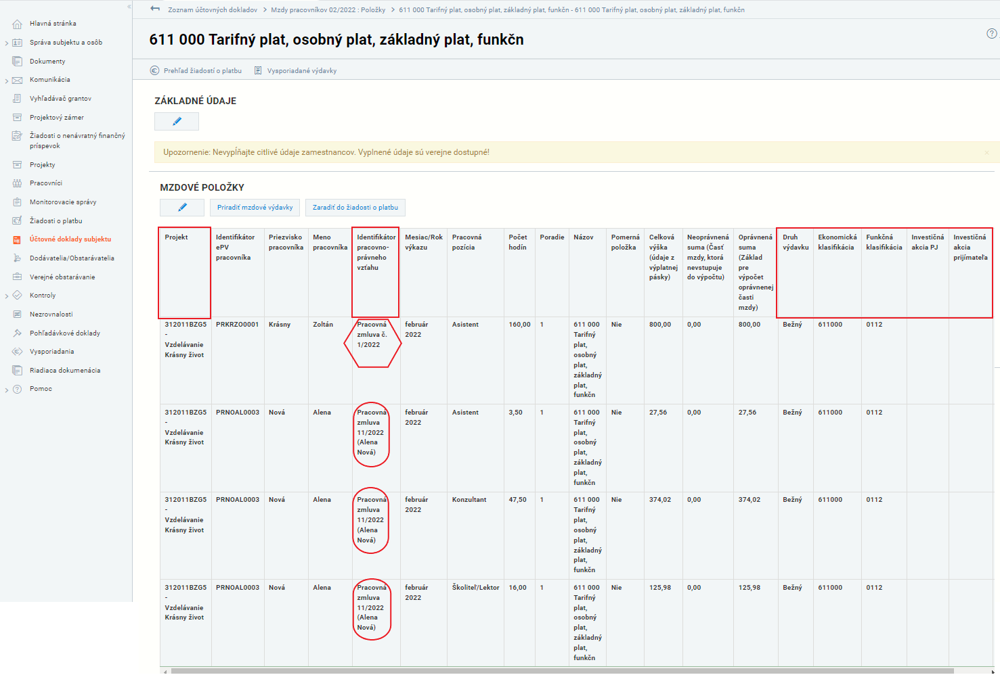 Hlavná stránka
Správa subjektu a osôb
Dokumenty
Komunikácia
Vyhľadávač grantov
Projektový zámer
Žiadosti o nenávratný finančný
príspevok
Projekty
Pracovníci
Monitorovacie správy
Žiadosti o platbu
Účtovné doklady subjektu
Dodávatelia/Obstarávatelia
Verejné obstarávanie
Kontroly
Nezrovnalosti
Pohľadávkové doklady
Vysporiadania
Riadiaca dokumenácia
Pomoc
Zoznam účtovných dokladov > Mzdy pracovníkov 02/2022 : Položky > 611 000 Tarifný plat, osobný plat, základný plat, funkčn - 611 000 Tarifný plat, osobný plat, základný plat, funkčn
611 000 Tarifný plat, osobný plat, základný plat, funkčn
Prehľad žiadostí o platbu Vysporiadané výdavky
ZÁKLADNÉ ÚDAJE
Upozornenie: Nevypĺňajte citlivé údaje zamestnancov. Vyplnené údaje sú verejne dostupné!
MZDOVÉ POLOŽKY
Priradiť mzdové výdavky Zaradiť do žiadosti o platbu
Projekt
Identifikátor
ePV
pracovníka
Priezvisko
pracovníka
Meno
pracovníka
Identifikátor
pracovno-
právneho
vzťahu
Mesiac/Rok
výkazu
Pracovná
pozícia
Počet
hodín
Poradie
Názov
Pomerná
položka
Celková
výška
(údaje z
výplatnej
pásky)
Neoprávnená
suma (Časť
mzdy, ktorá
nevstupuje
do výpočtu)
Oprávnená
suma
(Základ
pre
výpočet
oprávnenej
časti
mzdy)
Druh
výdavku
Ekonomická
klasifikácia
Funkčná
klasifikácia
Investičná
akcia PJ
Investičná
akcia
prijímateľa
312011BZG5
-
Vzdelávanie
Krásny život
PRKRZO0001
Krásny
Zoltán
Pracovná
zmluva č.
1/2022
február
2022
Asistent
160,00
1
611 000
Tarifný
plat,
osobný
plat,
základný
plat,
funkčn
Nie
800,00
0,00
800,00
Bežný
611000
0112
312011BZG5
-
Vzdelávanie
Krásny život
PRNOAL0003
Nová
Alena
Pracovná
zmluva
11/2022
(Alena
Nová)
február
2022
Asistent
3,50
1
611 000
Tarifný
plat,
osobný
plat,
základný
plat,
funkčn
Nie
27,56
0,00
27,56
Bežný
611000
0112
312011BZG5
-
Vzdelávanie
Krásny život
PRNOAL0003
Nová
Alena
Pracovná
zmluva
11/2022
(Alena
Nová)
február
2022
Konzultant
47,50
1
611 000
Tarifný
plat,
osobný
plat,
základný
plat,
funkčn
Nie
374,02
0,00
374,02
Bežný
611000
0112
312011BZG5
-
Vzdelávanie
Krásny život
PRNOAL0003
Nová
Alena
Pracovná
zmluva
11/2022
(Alena
Nová)
február
2022
Školiteľ/Lektor
16,00
1
611 000
Tarifný
plat,
osobný
plat,
základný
plat,
funkčn
Nie
125,98
0,00
125,98
Bežný
611000
0112